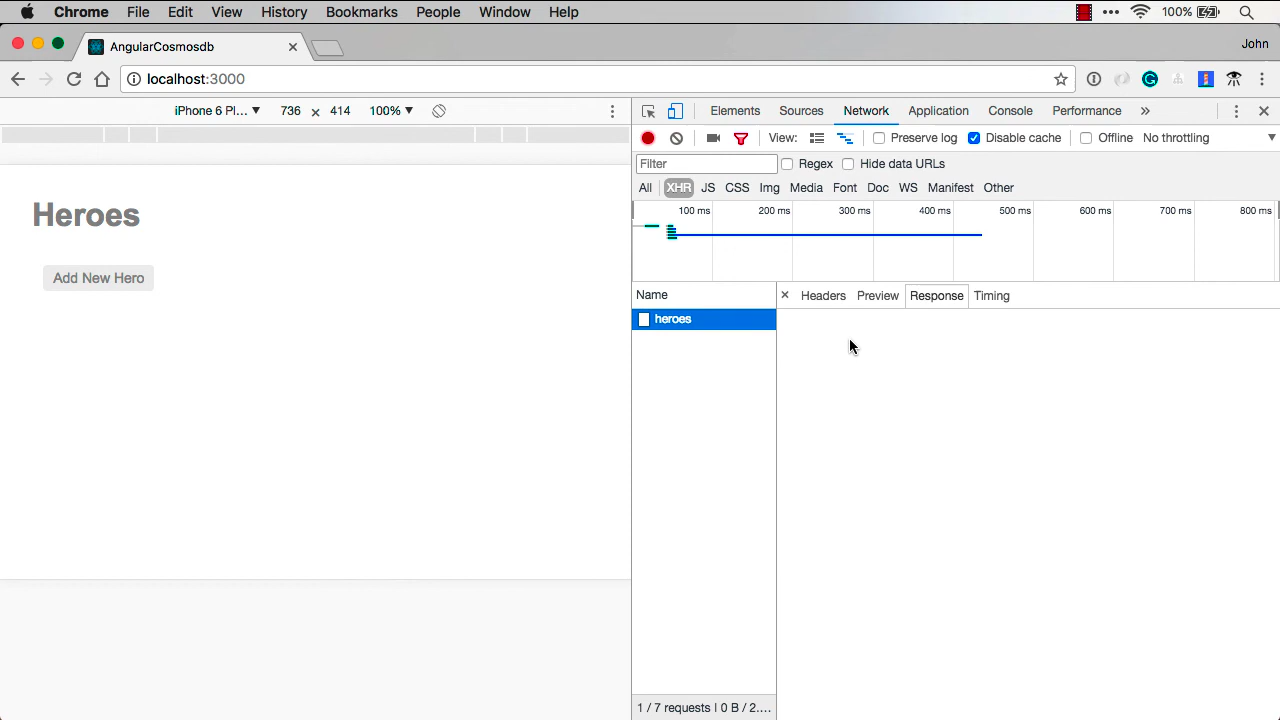 Chrome File Edit View History Bookmarks People Window Help 100%
AngularCosmosdb John
localhost:3000
iPhone 6 Pl... 736 × 414 100%
Elements Sources Network Application Console Performance »
View: Preserve log Disable cache Offline No throttling
Filter Regex Hide data URLs
All XHR JS CSS Img Media Font Doc WS Manifest Other
100 ms 200 ms 300 ms 400 ms 500 ms 600 ms 700 ms 800 ms
Heroes
Add New Hero
Name × Headers Preview Response Timing
heroes
1 / 7 requests | 0 B / 2....